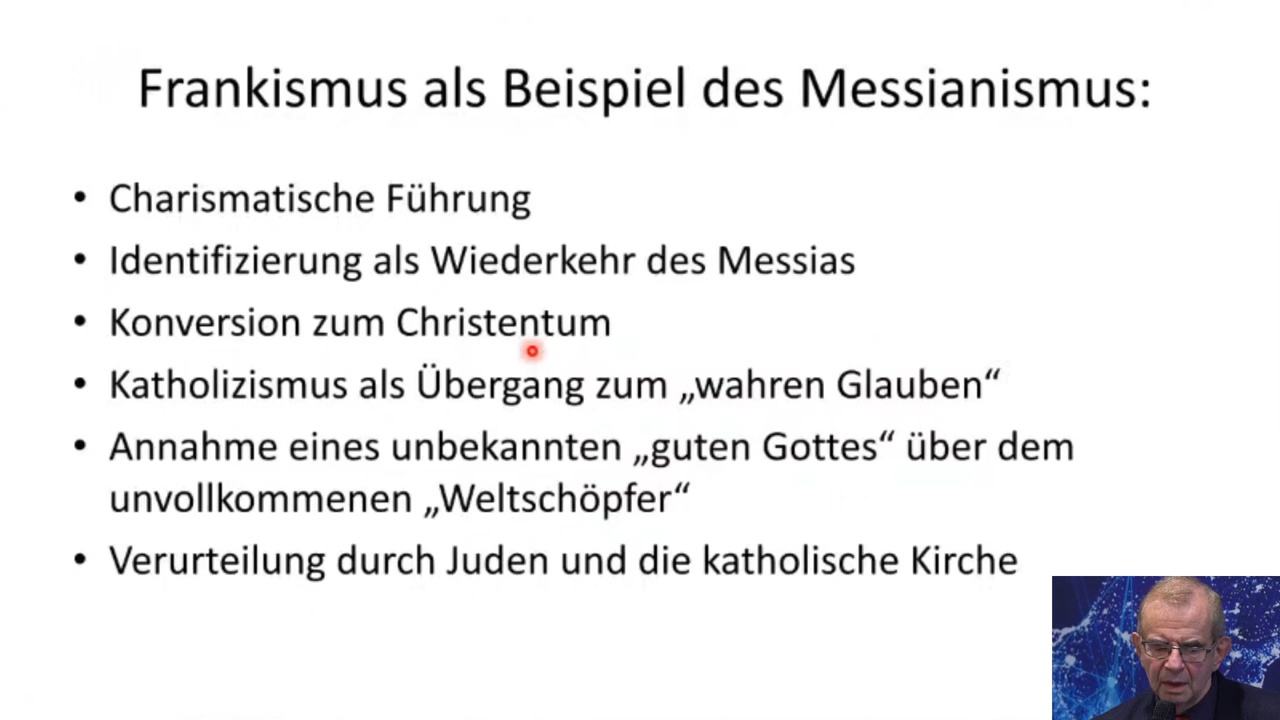 Frankismus als Beispiel des Messianismus:
• Charismatische Führung
• Identifizierung als Wiederkehr des Messias
• Konversion zum Christentum
• Katholizismus als Übergang zum „wahren Glauben“
• Annahme eines unbekannten „guten Gottes“ über dem
unvollkommenen „Weltschöpfer“
• Verurteilung durch Juden und die katholische Kirche